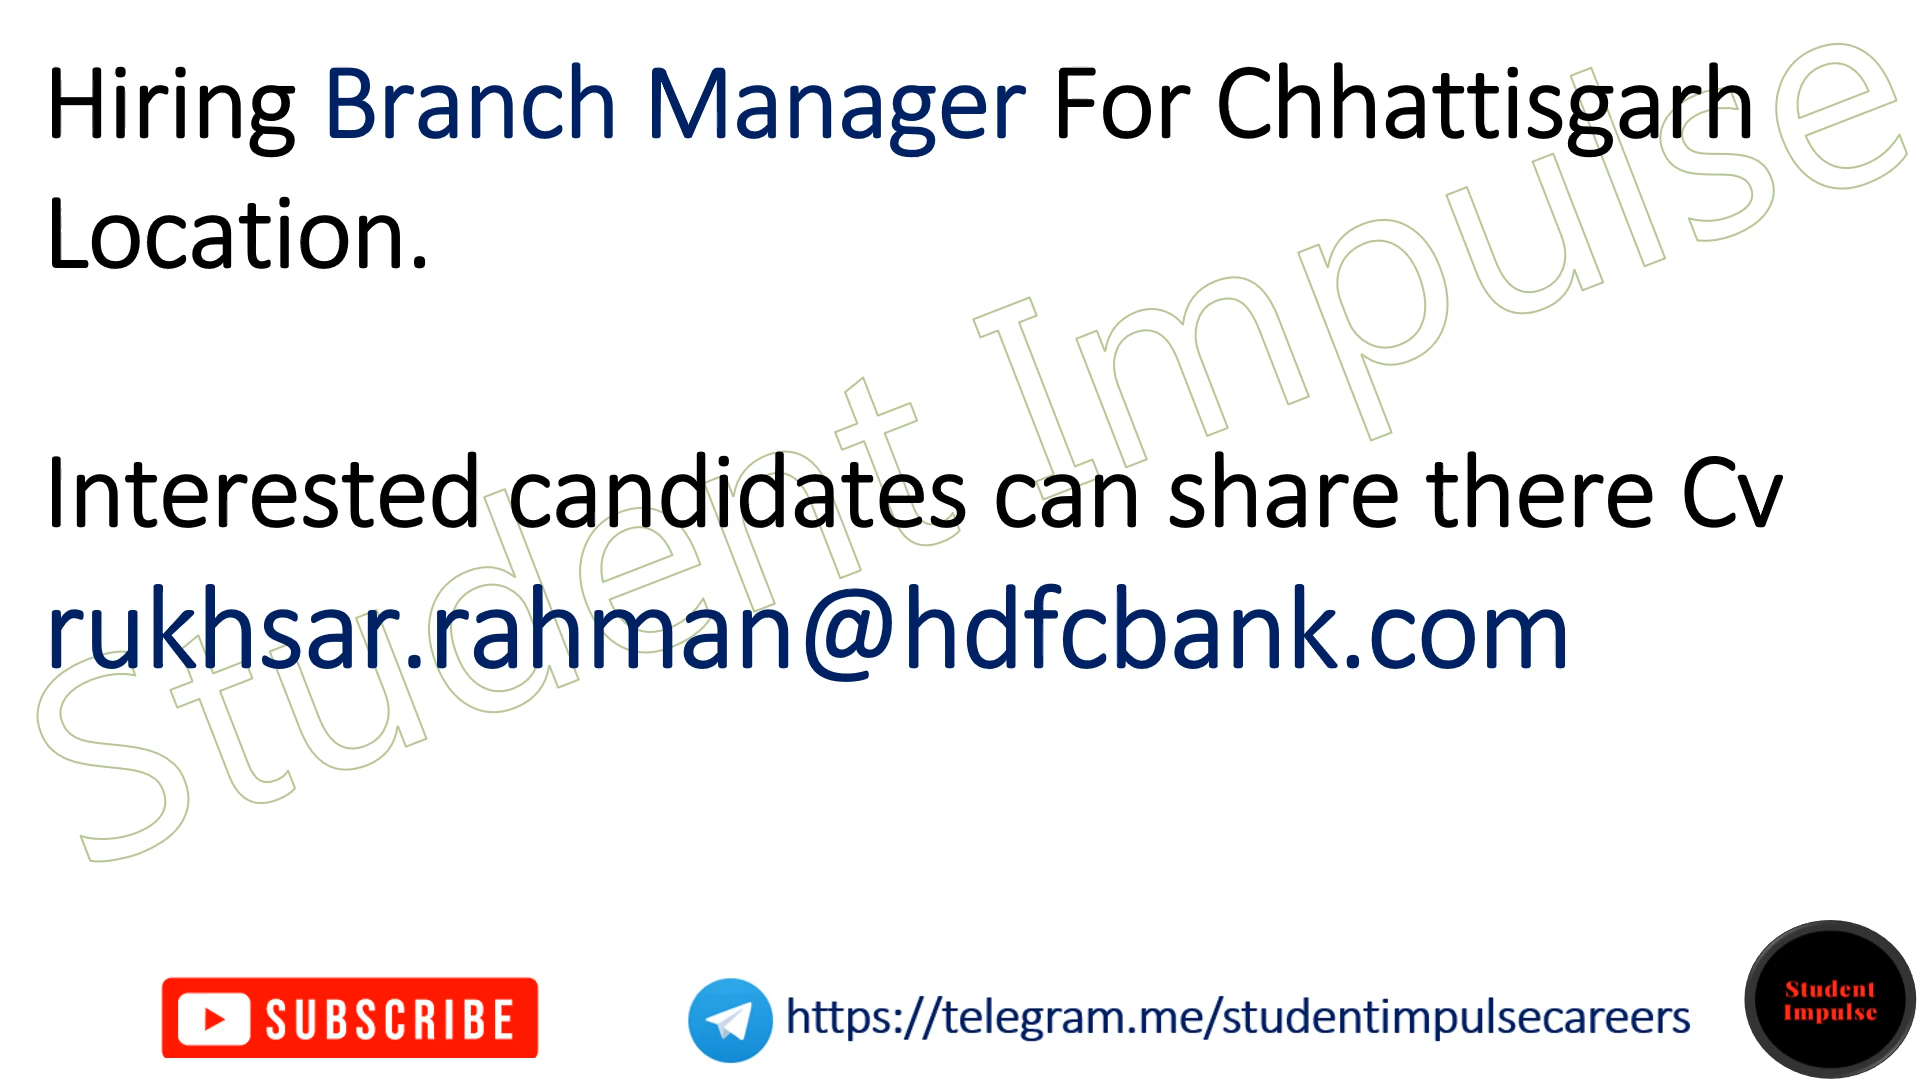 Hiring Branch Manager For Chhattisgarh
Location.
Interested candidates can share there Cv
rukhsar.rahman@hdfcbank.com
Student Impulse
SUBSCRIBE
https://telegram.me/studentimpulsecareers
Student
Impulse